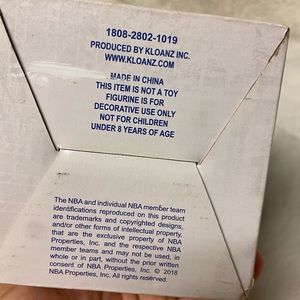 1808-2802-1019
PRODUCED BY KLOANZ INC.
WWW.KLOANZ.COM
MADE IN CHINA
THIS ITEM IS NOT A TOY
FIGURINE IS FOR
DECORATIVE USE ONLY
NOT FOR CHILDREN
UNDER 8 YEARS OF AGE
The NBA and individual NBA member team
identifications reproduced on this product
are trademarks and copyrighted designs,
and/or other forms of intellectual property,
that are the exclusive property of NBA
Properties, Inc. and the respective NBA
member teams and may not be used, in
whole or in part, without the prior written
consent of NBA Properties, Inc. © 2018
NBA Properties, Inc. All rights reserved.